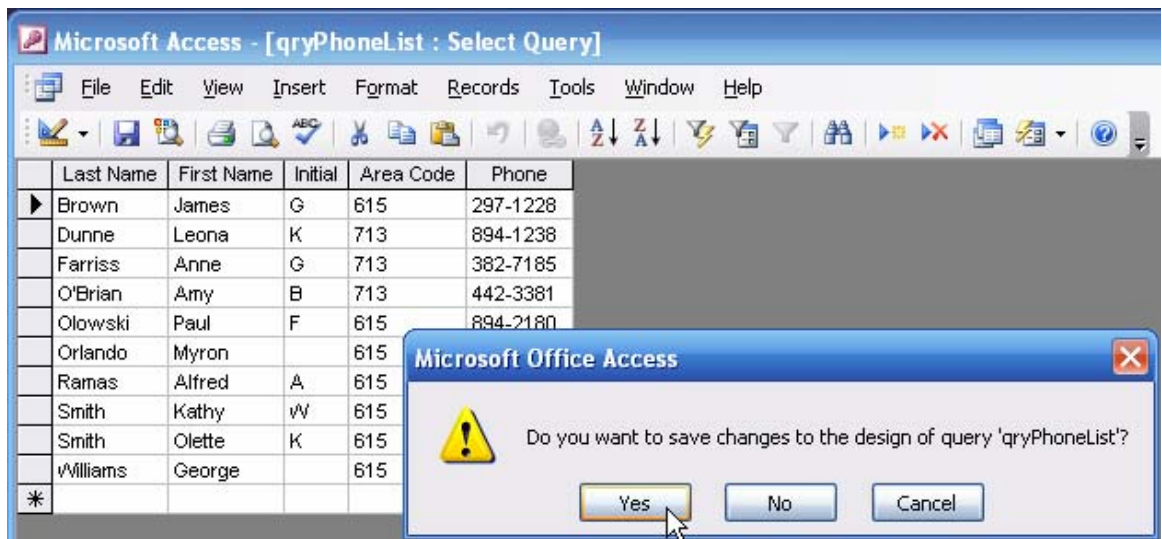 Microsoft Access - [qryPhoneList : Select Query]
File Edit View Insert Format Records Tools Window Help
ABC A Z Z A
Last Name First Name Initial Area Code Phone
Brown James G 615 297-1228
Dunne Leona K 713 894-1238
Farriss Anne G 713 382-7185
O'Brian Amy B 713 442-3381
Olowski Paul F 615 894-2180
Orlando Myron 615
Ramas Alfred A 615
Smith Kathy W 615
Smith Olette K 615
Williams George 615
Microsoft Office Access
Do you want to save changes to the design of query 'qryPhoneList'?
Yes No Cancel